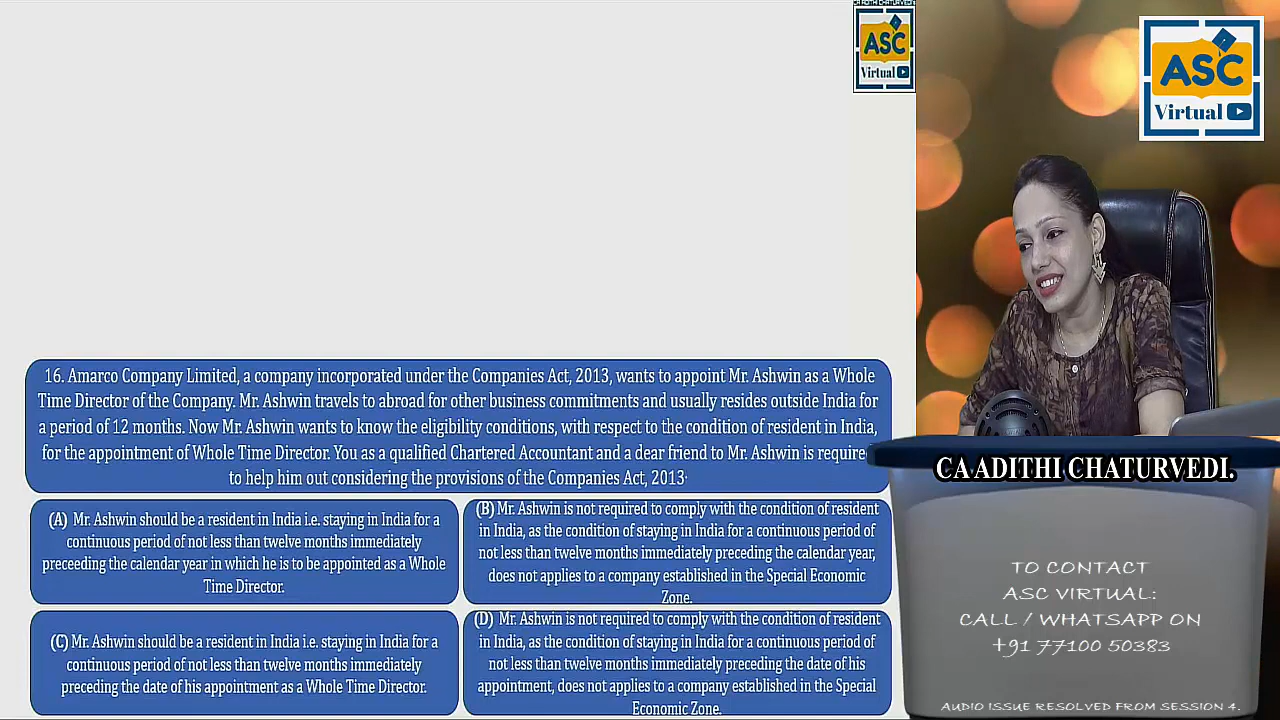 CA ADITHI CHATURVEDI
ASC
Virtual
ASC
Virtual
16. Amarco Company Limited, a company incorporated under the Companies Act, 2013, wants to appoint Mr. Ashwin as a Whole
Time Director of the Company. Mr. Ashwin travels to abroad for other business commitments and usually resides outside India for
a period of 12 months. Now Mr. Ashwin wants to know the eligibility conditions, with respect to the condition of resident in India,
for the appointment of Whole Time Director. You as a qualified Chartered Accountant and a dear friend to Mr. Ashwin is require
to help him out considering the provisions of the Companies Act, 2013.
(A) Mr. Ashwin should be a resident in India i.e. staying in India for a
continuous period of not less than twelve months immediately
preceeding the calendar year in which he is to be appointed as a Whole
Time Director.
(B) Mr. Ashwin is not required to comply with the condition of resident
in India, as the condition of staying in India for a continuous period of
not less than twelve months immediately preceding the calendar year,
does not applies to a company established in the Special Economic
Zone.
(C) Mr. Ashwin should be a resident in India i.e. staying in India for a
continuous period of not less than twelve months immediately
preceding the date of his appointment as a Whole Time Director.
(D) Mr. Ashwin is not required to comply with the condition of resident
in India, as the condition of staying in India for a continuous period of
not less than twelve months immediately preceding the date of his
appointment, does not applies to a company established in the Special
Economic Zone.
CA ADITHI CHATURVEDI.
TO CONTACT
ASC VIRTUAL:
CALL / WHATSAPP ON
+91 77100 50383
AUDIO ISSUE RESOLVED FROM SESSION 4.